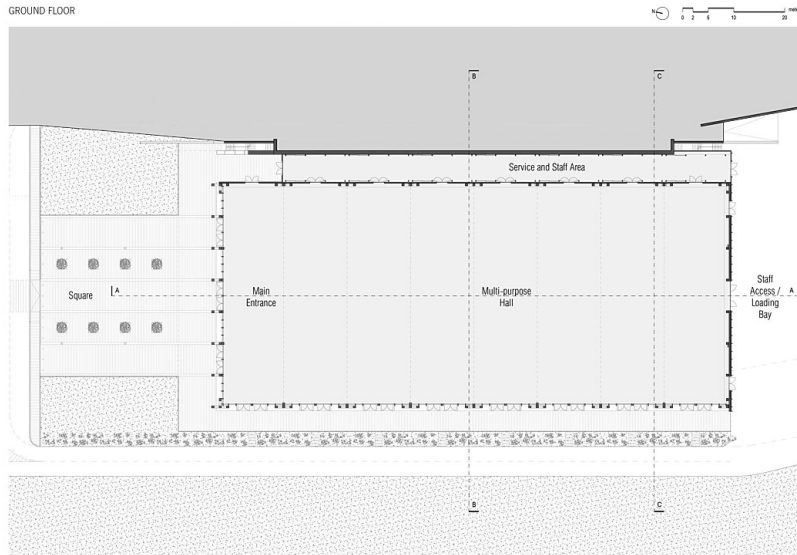 GROUND FLOOR
N
0 2 5 10 20 metr
B
C
Service and Staff Area
Square
A
Main
Entrance
Multi-purpose
Hall
Staff
Access /
Loading
Bay
A
B
C